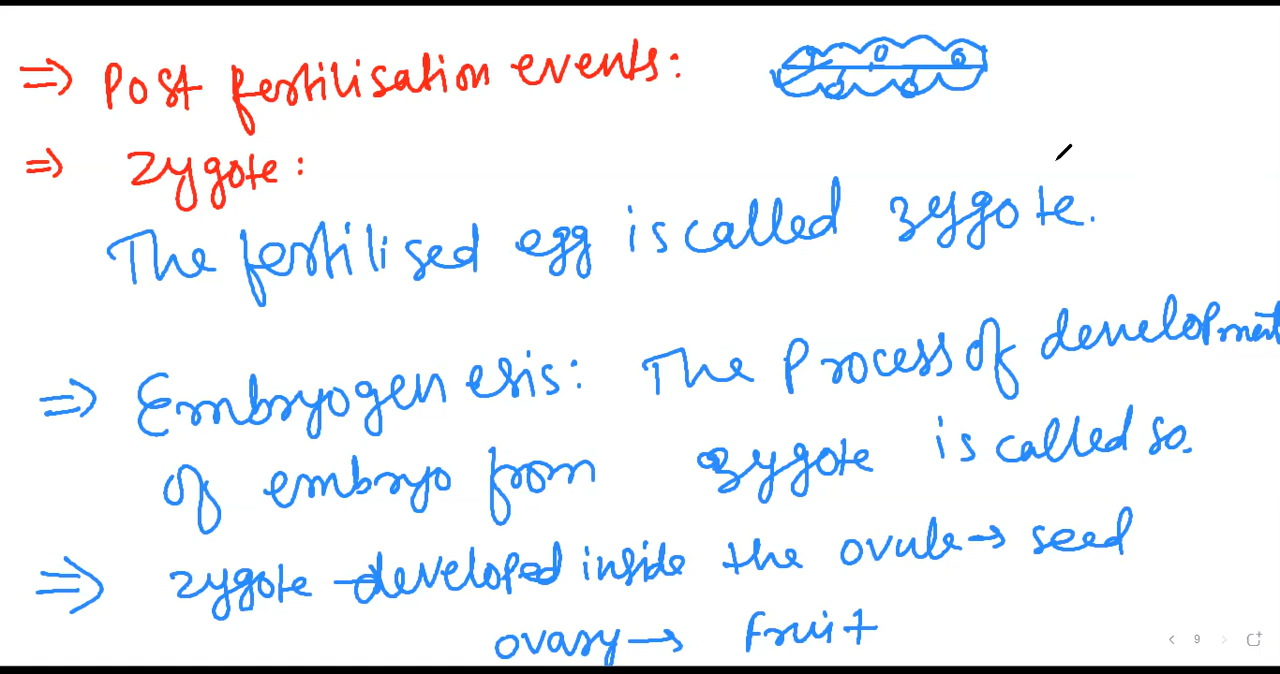 ⇒ Post fertilisation events:
⇒ Zygote:
The fertilised egg is called zygote.
⇒ Embryogenesis: The Process of development
of embryo from zygote is called so.
⇒ zygote developed inside the ovule → seed
ovary → Fruit
9